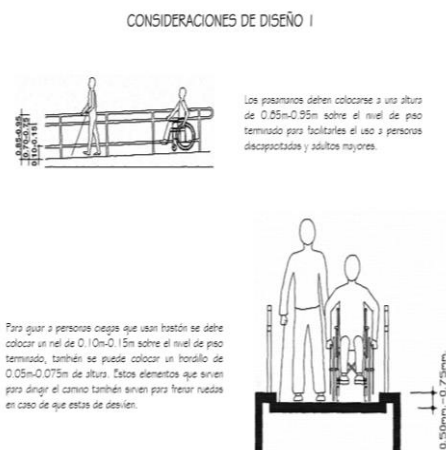 CONSIDERACIONES DE DISEÑO I
0.85-0.95
0.70-0.75
0.10-0.15
Los pasamanos deben colocarse a una altura
de 0.85m-0.95m sobre el nivel de piso
terminado para facilitarles el uso a personas
discapacitadas y adultos mayores.
Para guiar a personas ciegas que usan bastón se debe
colocar un riel de 0.10m-0.15m sobre el nivel de piso
terminado, también se puede colocar un bordillo de
0.05m-0.075m de altura. Estos elementos que sirven
para dirigir el camino también sirven para frenar ruedas
en caso de que estas de desvíen.
0.50mm.-0.75mm.